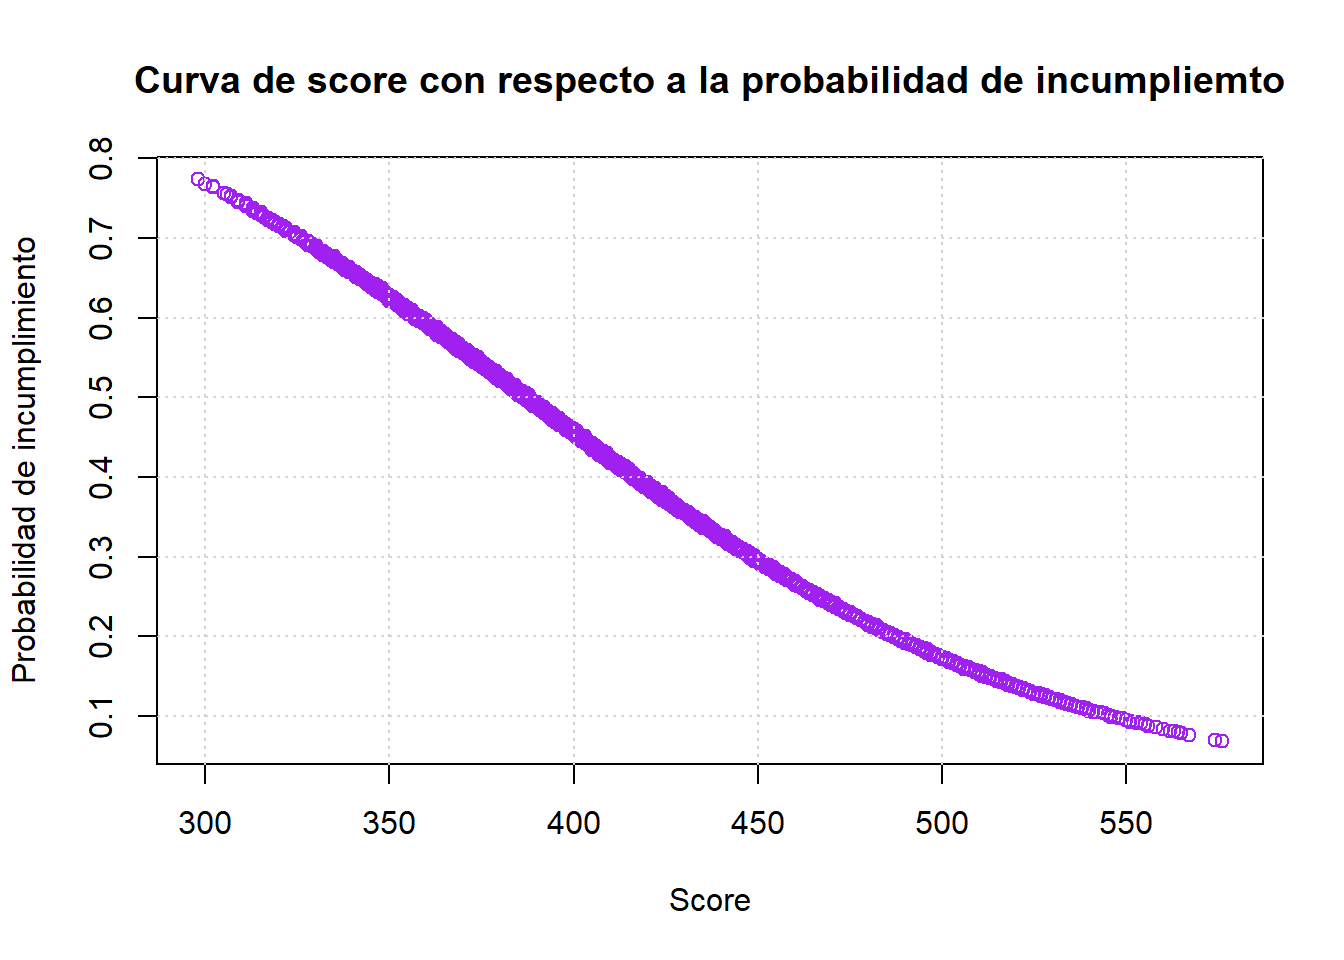 Curva de score con respecto a la probabilidad de incumpliemto
Probabilidad de incumplimiento
0.8
0.7
0.6
0.5
0.4
0.3
0.2
0.1
300 350 400 450 500 550
Score